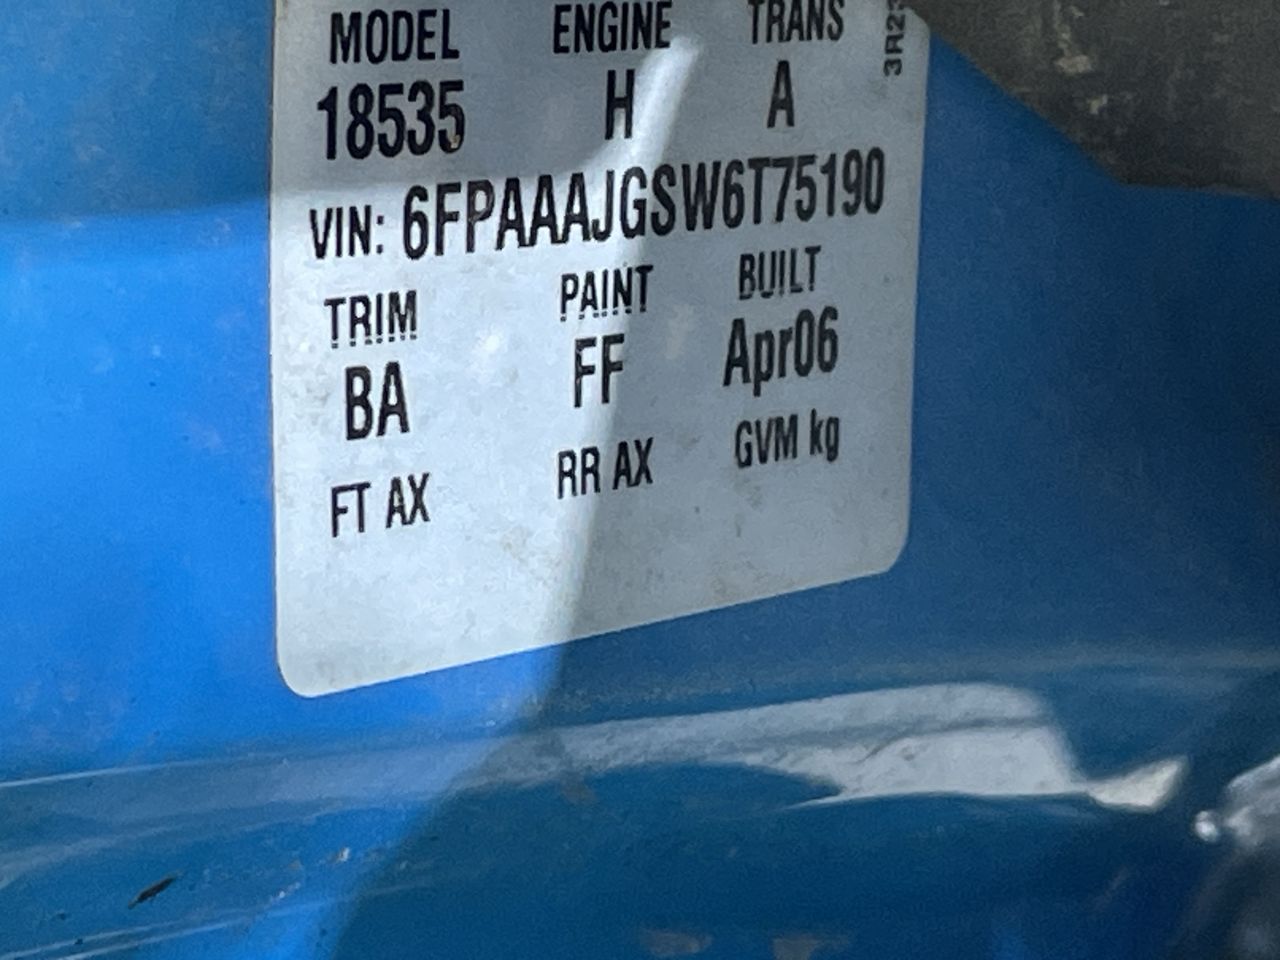 MODEL ENGINE TRANS
18535 H A
VIN: 6FPAAAJGSW6T75190
TRIM PAINT BUILT
BA FF Apr06
FT AX RR AX GVM kg